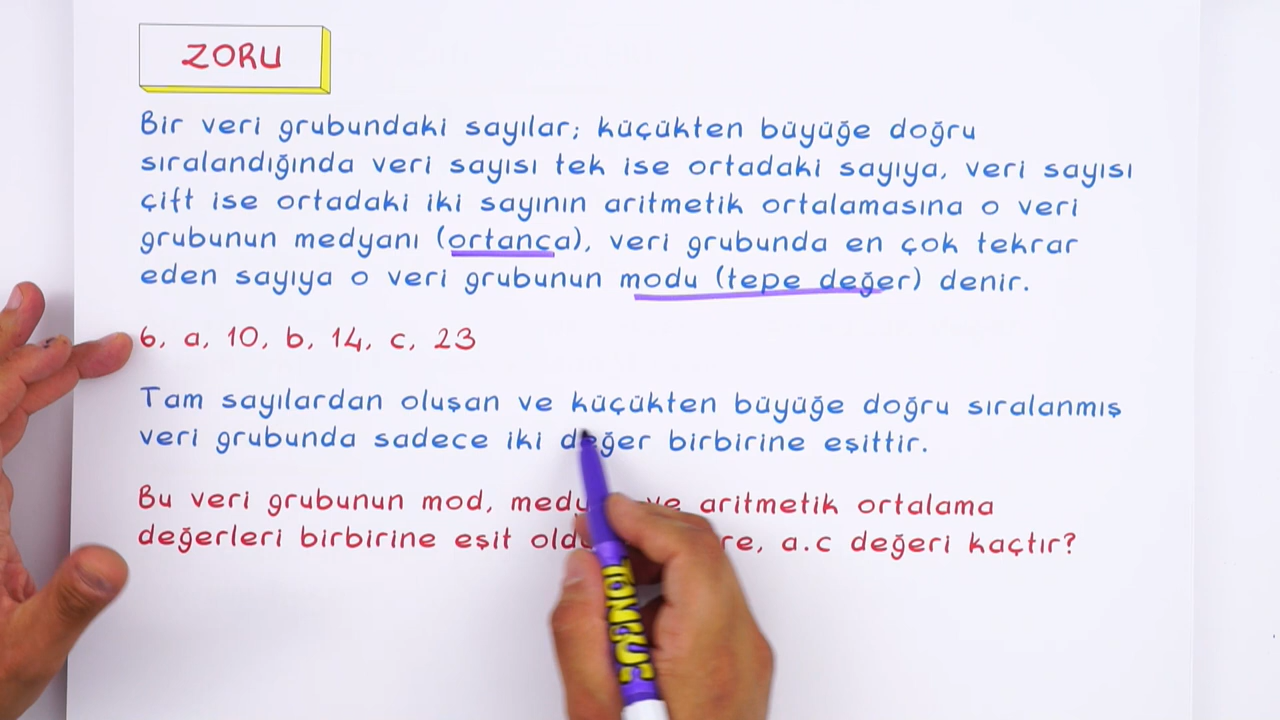 ZORU
Bir veri grubundaki sayılar; küçükten büyüğe doğru
sıralandığında veri sayısı tek ise ortadaki sayıya, veri sayısı
çift ise ortadaki iki sayının aritmetik ortalamasına o veri
grubunun medyanı (ortanca), veri grubunda en çok tekrar
eden sayıya o veri grubunun modu (tepe değer) denir.
6, a, 10, b, 14, c, 23
Tam sayılardan oluşan ve küçükten büyüğe doğru sıralanmış
veri grubunda sadece iki değer birbirine eşittir.
Bu veri grubunun mod, ve aritmetik ortalama
değerleri birbirine eşit a.c değeri kaçtır?
TONGUÇ